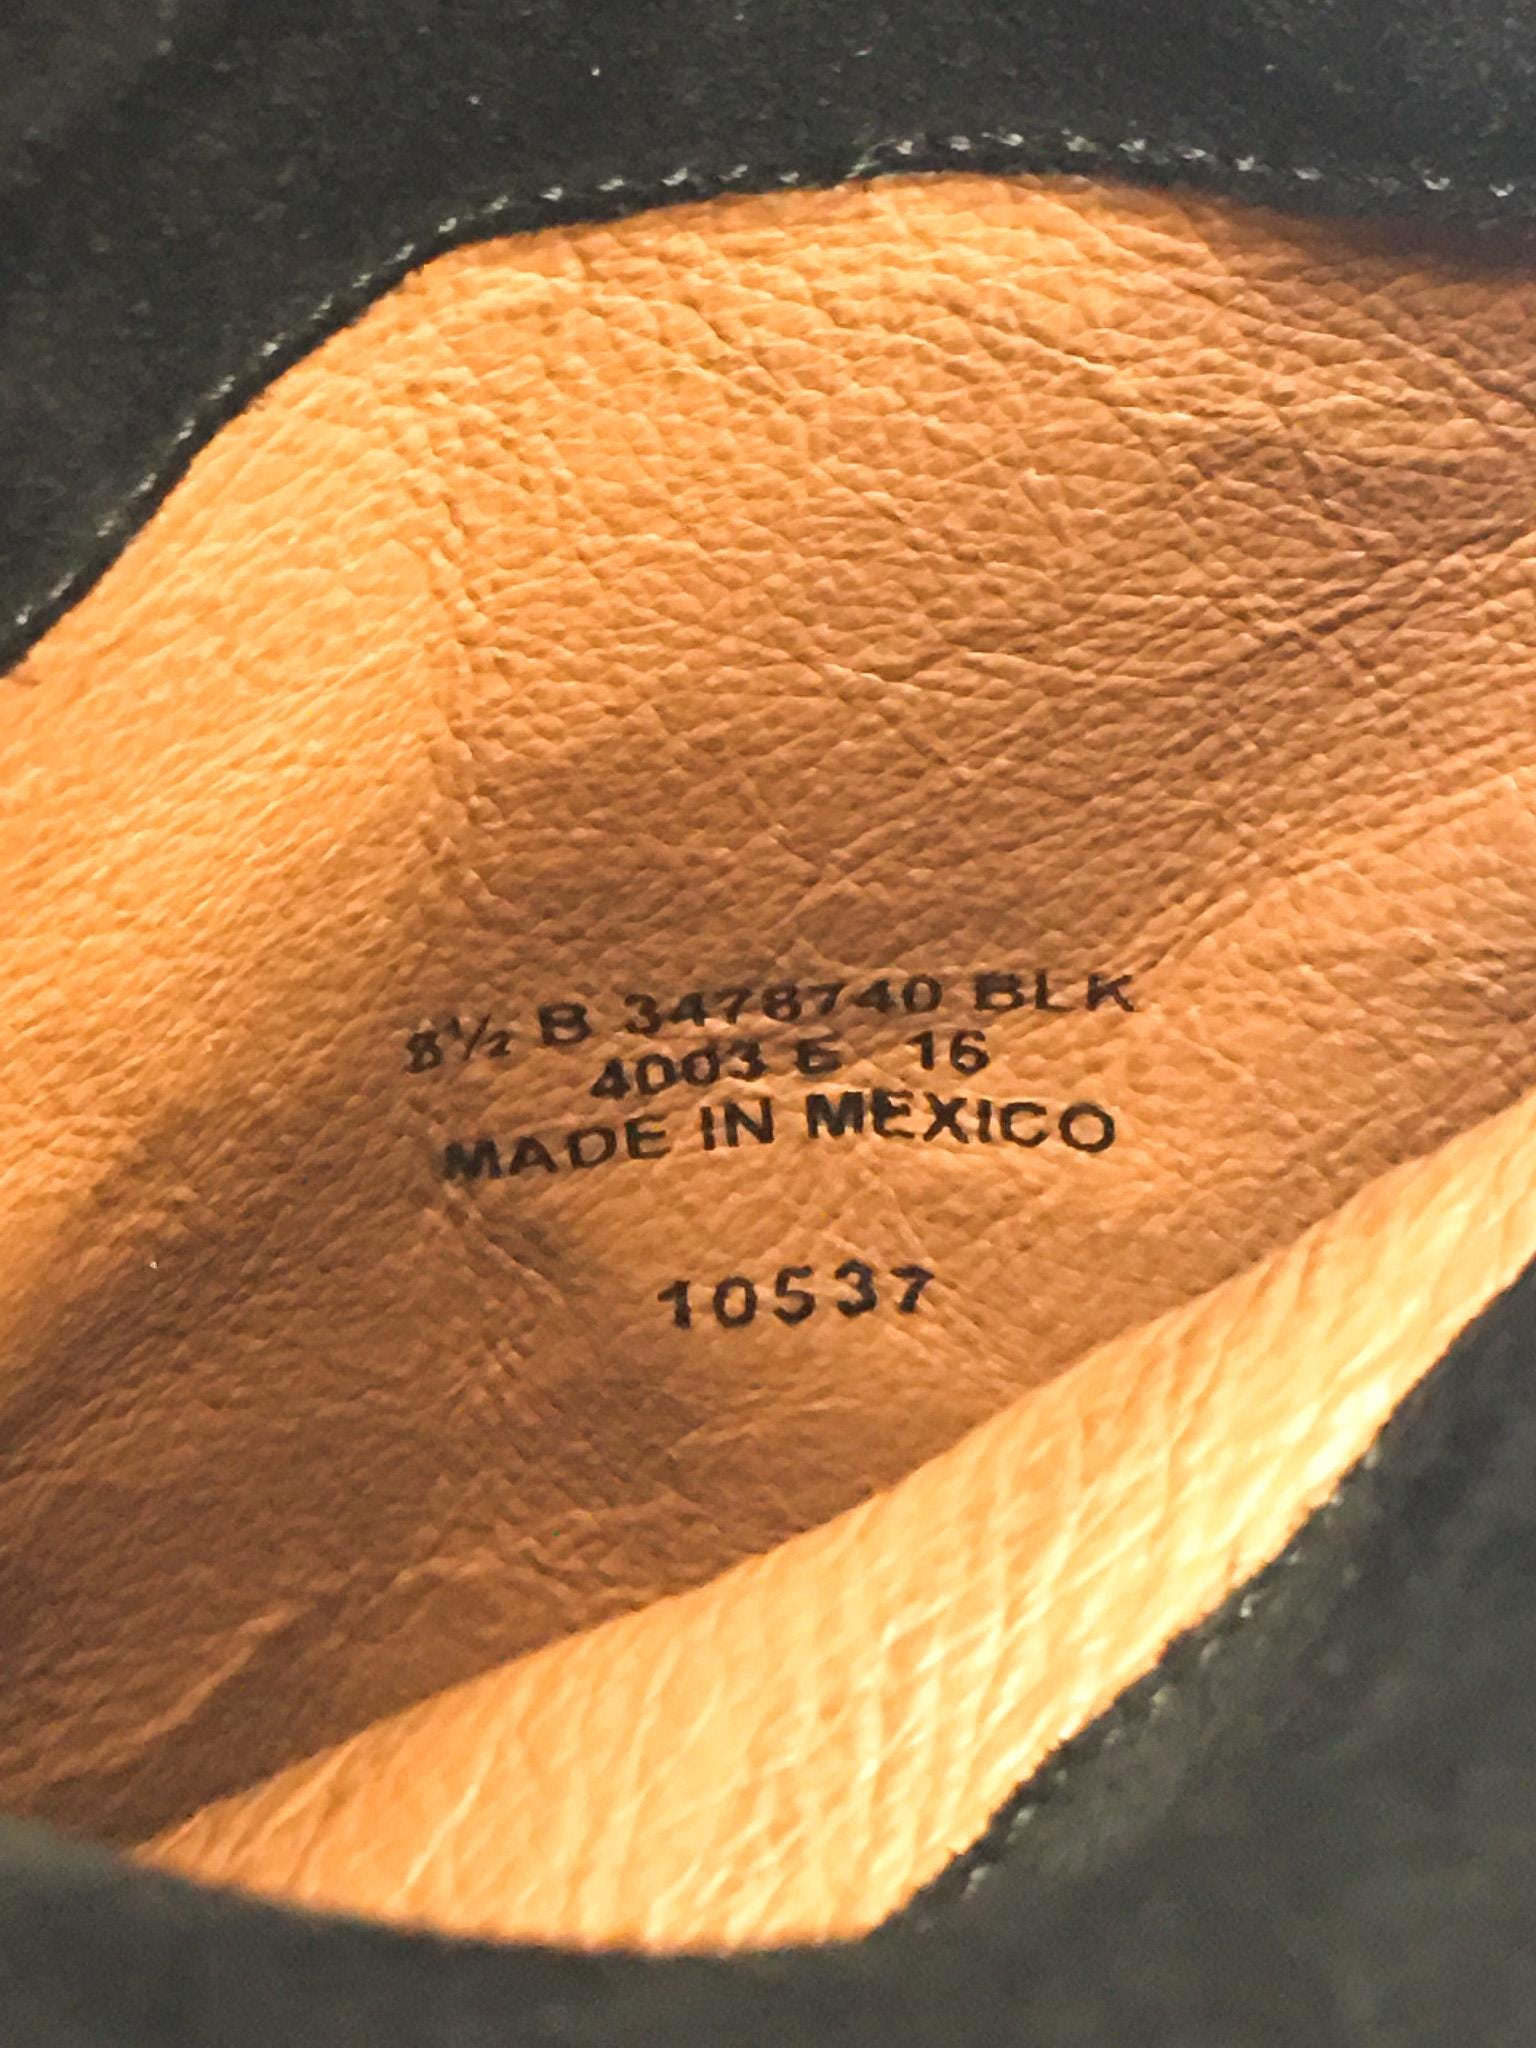 8½ B 3478740 BLK
4003 E 16
MADE IN MEXICO
10537